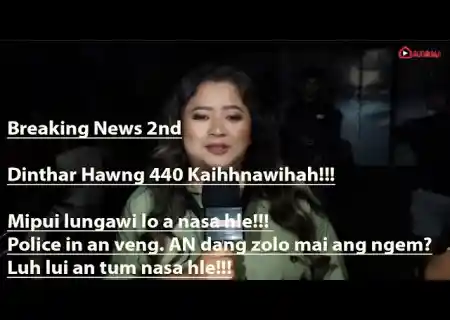 Breaking News 2nd
Dinthar Hawng 440 Kaihhnawihah!!!
Mipui lungawi lo a nasa hle!!!
Police in an veng. AN dang zolo mai ang ngem?
Luh lui an tum nasa hle!!!